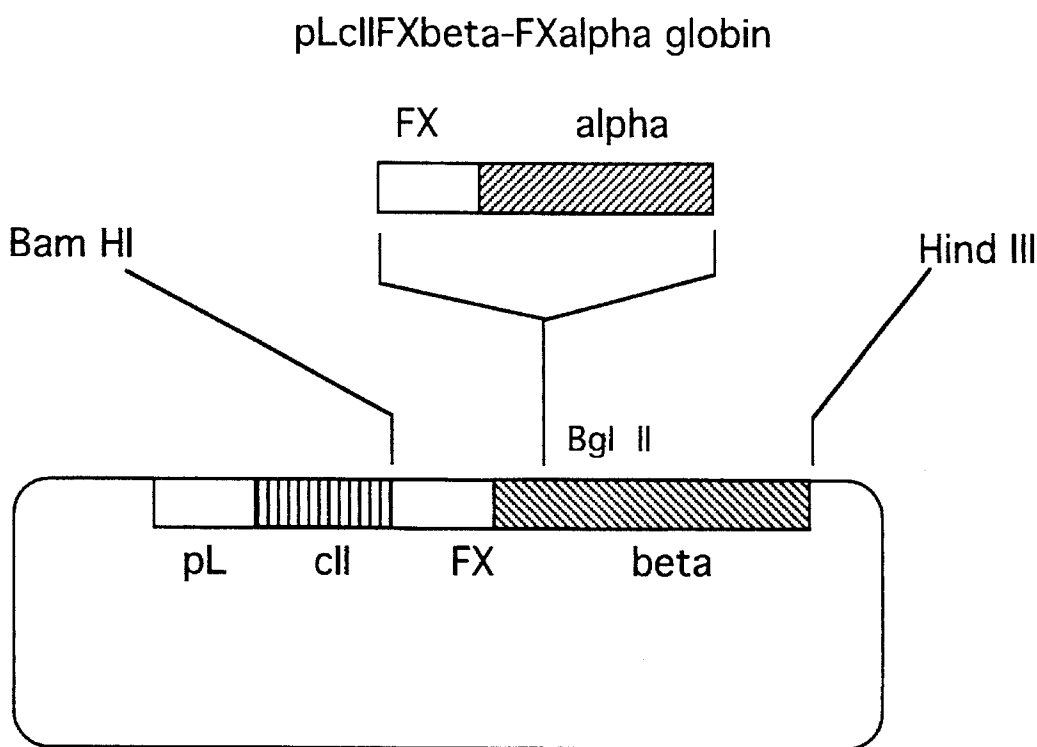 pLcIIFXbeta-FXalpha globin
FX alpha
Bam HI
Hind III
Bgl II
pL cII FX beta